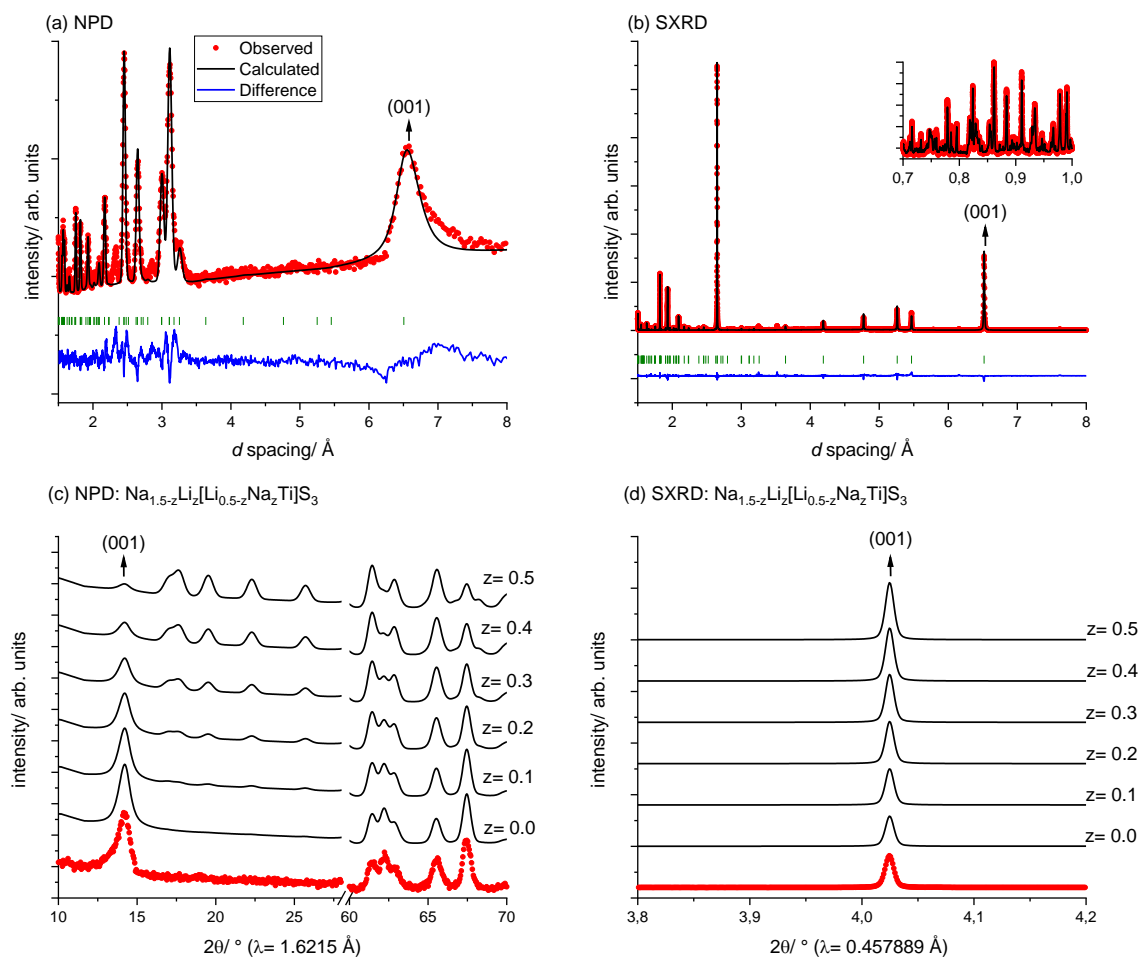 (a) NPD
Observed
Calculated
Difference
(001)
intensity/ arb. units
2 3 4 5 6 7 8
d spacing/ Å
(b) SXRD
0,7 0,8 0,9 1,0
(001)
intensity/ arb. units
2 3 4 5 6 7 8
d spacing/ Å
(c) NPD: Na1.5-zLiz[Li0.5-zNazTi]S3
(001)
z= 0.5
z= 0.4
z= 0.3
z= 0.2
z= 0.1
z= 0.0
intensity/ arb. units
10 15 20 25 60 65 70
2θ/ ° (λ= 1.6215 Å)
(d) SXRD: Na1.5-zLiz[Li0.5-zNazTi]S3
(001)
z= 0.5
z= 0.4
z= 0.3
z= 0.2
z= 0.1
z= 0.0
intensity/ arb. units
3,8 3,9 4,0 4,1 4,2
2θ/ ° (λ= 0.457889 Å)